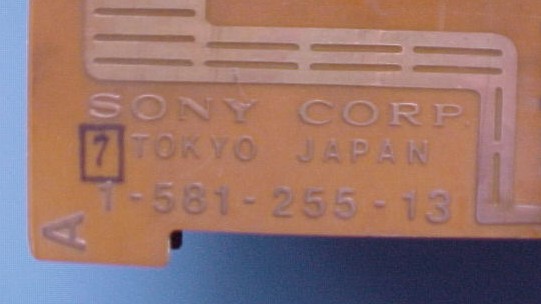 SONY CORP.
7 TOKYO JAPAN
1-581-255-13
A